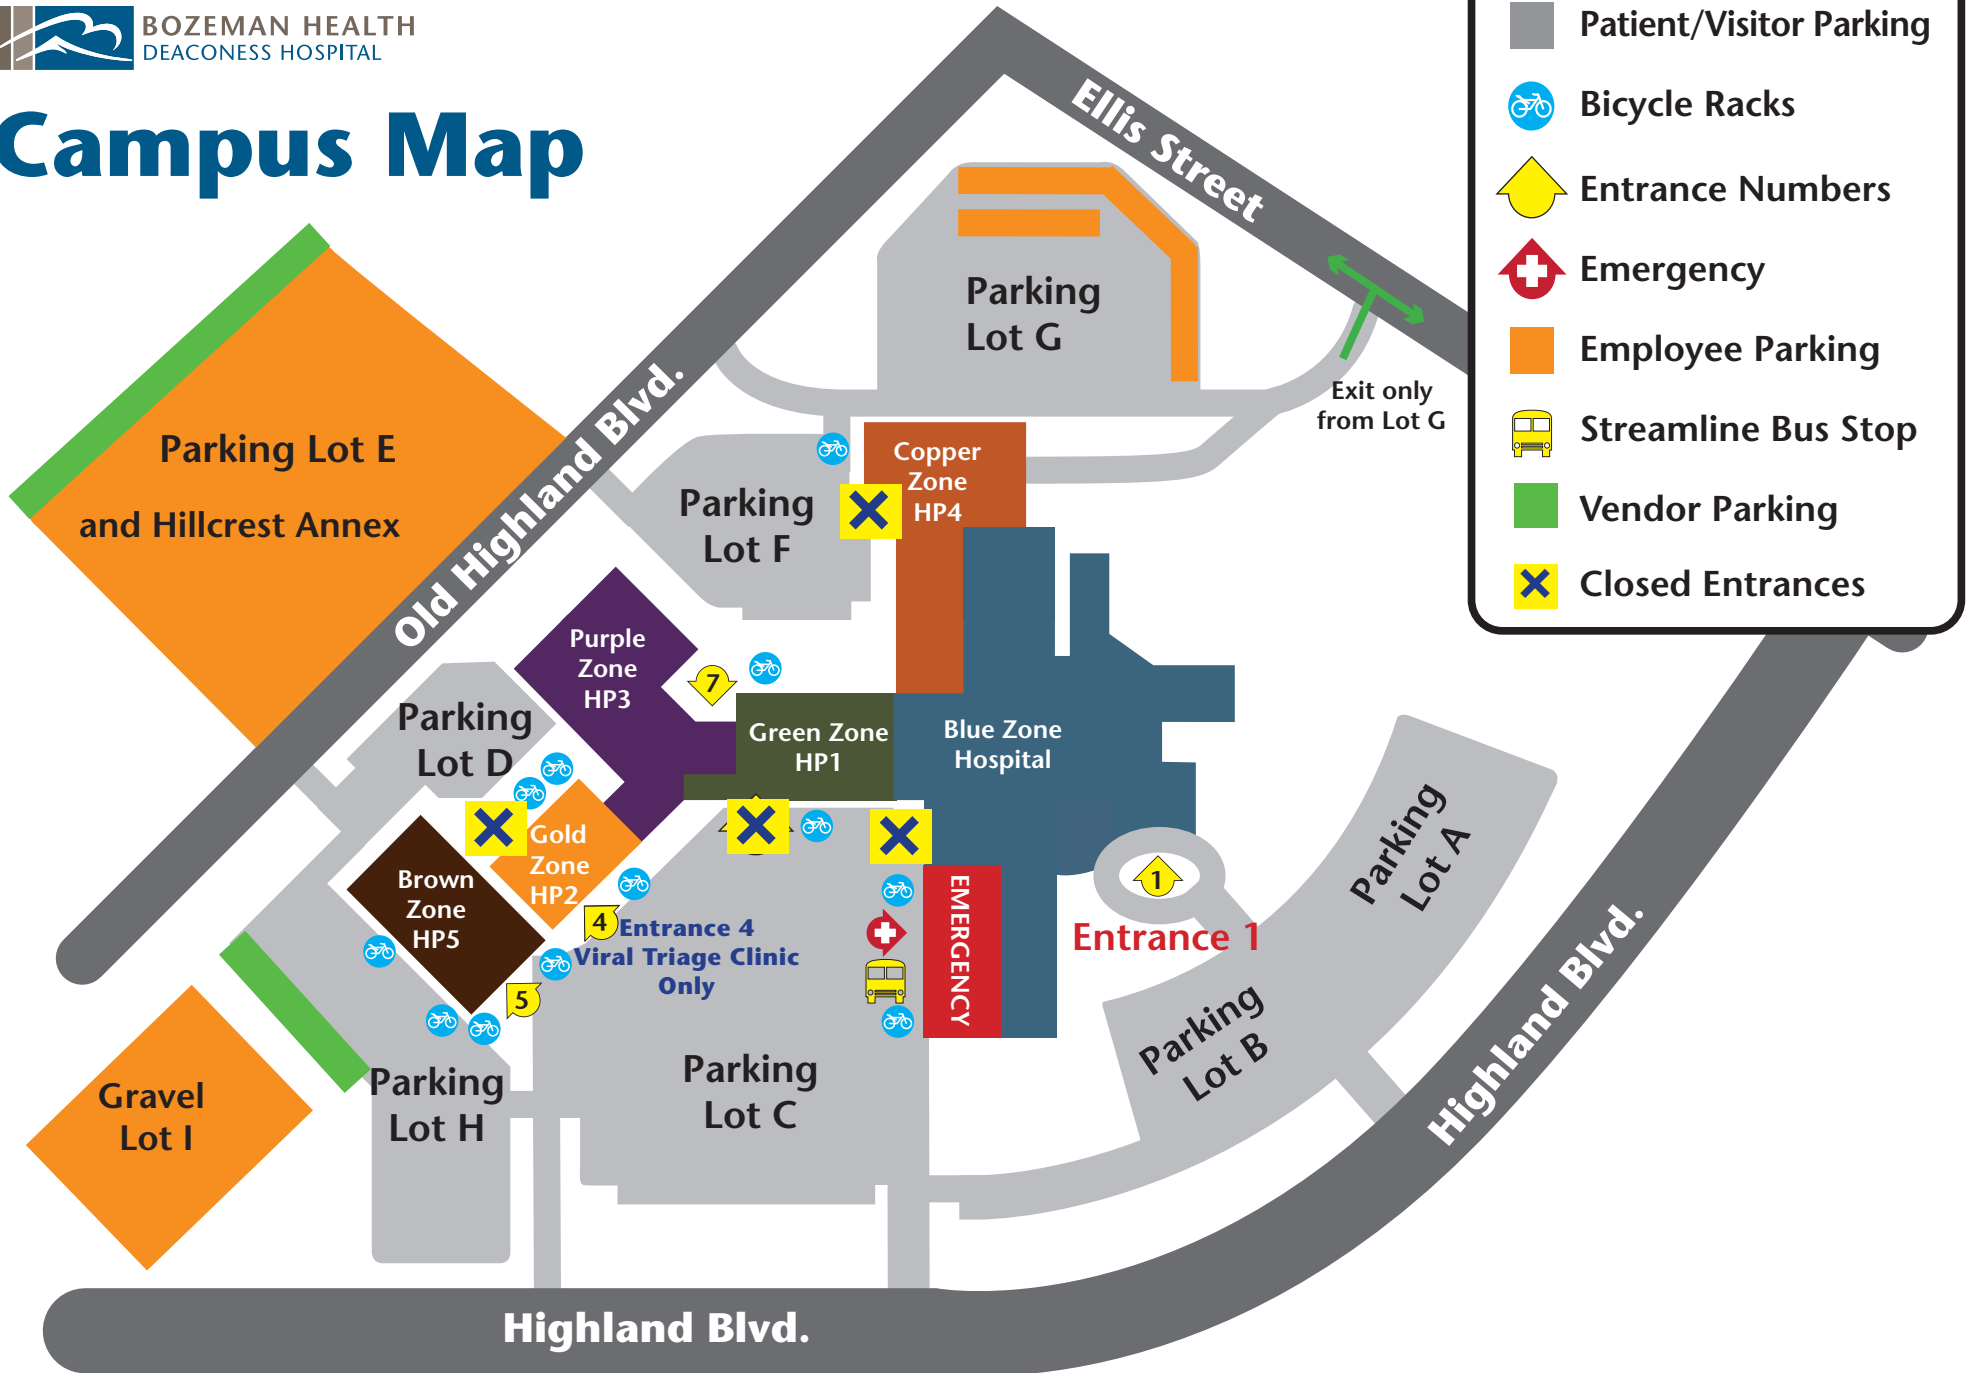 BOZEMAN HEALTH
DEACONESS HOSPITAL
Campus Map
Patient/Visitor Parking
Bicycle Racks
Entrance Numbers
Emergency
Employee Parking
Streamline Bus Stop
Vendor Parking
Closed Entrances
Ellis Street
Parking
Lot G
Exit only
from Lot G
Old Highland Blvd.
Parking Lot E
and Hillcrest Annex
Copper
Zone
HP4
Parking
Lot F
Purple
Zone
HP3
7
Green Zone
HP1
Blue Zone
Hospital
Parking
Lot D
Gold
Zone
HP2
Brown
Zone
HP5
4
Entrance 4
Viral Triage Clinic
Only
5
EMERGENCY
1
Entrance 1
Parking
Lot A
Parking
Lot B
Parking
Lot C
Parking
Lot H
Gravel
Lot I
Highland Blvd.
Highland Blvd.